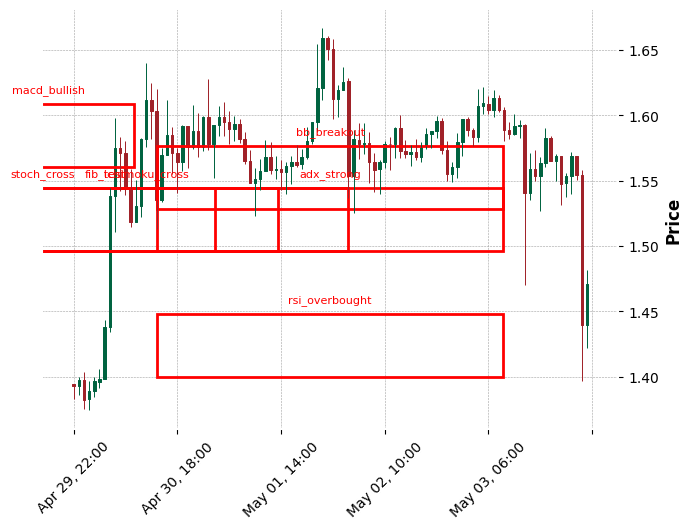 macd_bullish
bb_breakout
stoch_cross
adx_strong
rsi_overbought
1.65
1.60
1.55
1.50
1.45
1.40
Price
Apr 29, 22:00
Apr 30, 18:00
May 01, 14:00
May 02, 10:00
May 03, 06:00